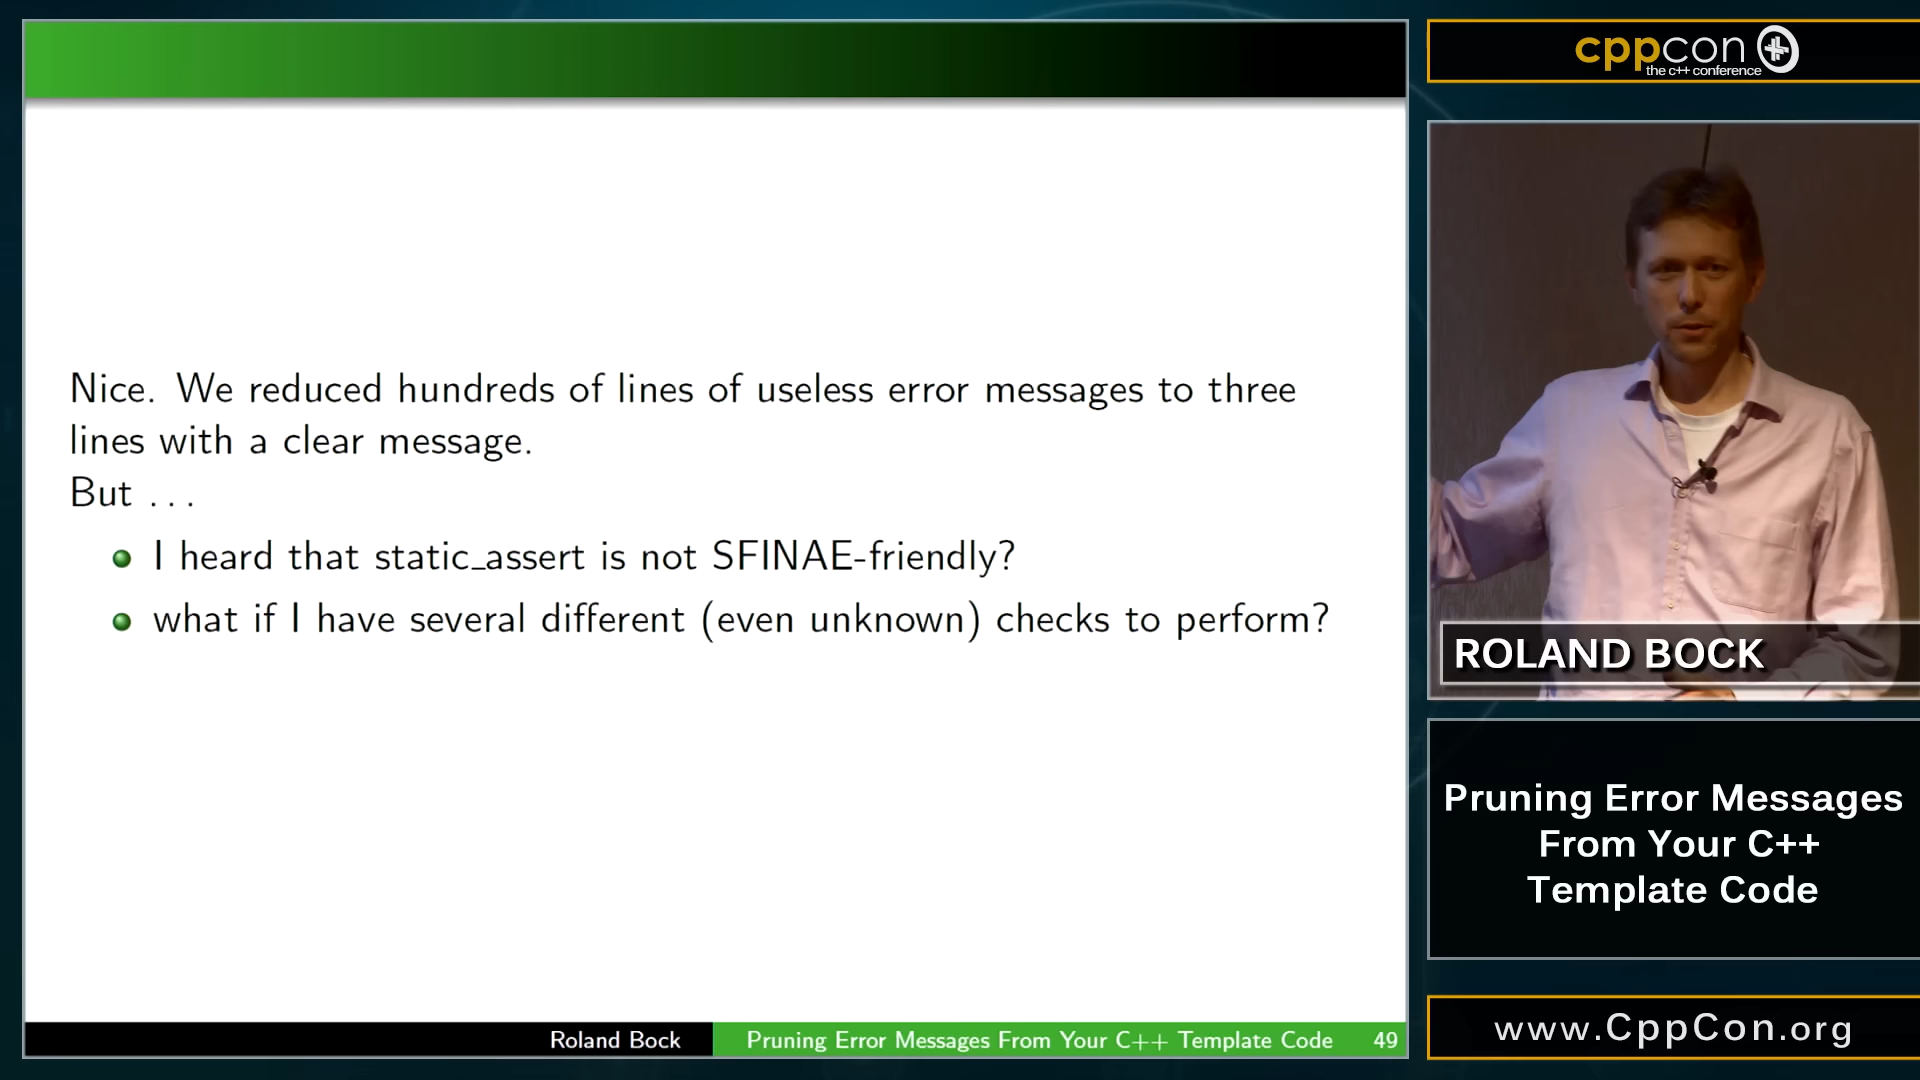 Nice. We reduced hundreds of lines of useless error messages to three
lines with a clear message.
But ...
I heard that static_assert is not SFINAE-friendly?
what if I have several different (even unknown) checks to perform?
Roland Bock
Pruning Error Messages From Your C++ Template Code
49
cppcon
the c++ conference
ROLAND BOCK
Pruning Error Messages
From Your C++
Template Code
www.CppCon.org